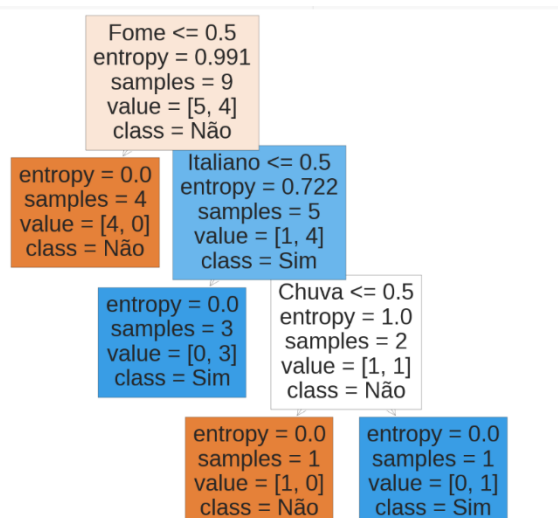 Fome <= 0.5
entropy = 0.991
samples = 9
value = [5, 4]
class = Não
entropy = 0.0
samples = 4
value = [4, 0]
class = Não
Italiano <= 0.5
entropy = 0.722
samples = 5
value = [1, 4]
class = Sim
entropy = 0.0
samples = 3
value = [0, 3]
class = Sim
Chuva <= 0.5
entropy = 1.0
samples = 2
value = [1, 1]
class = Não
entropy = 0.0
samples = 1
value = [1, 0]
class = Não
entropy = 0.0
samples = 1
value = [0, 1]
class = Sim